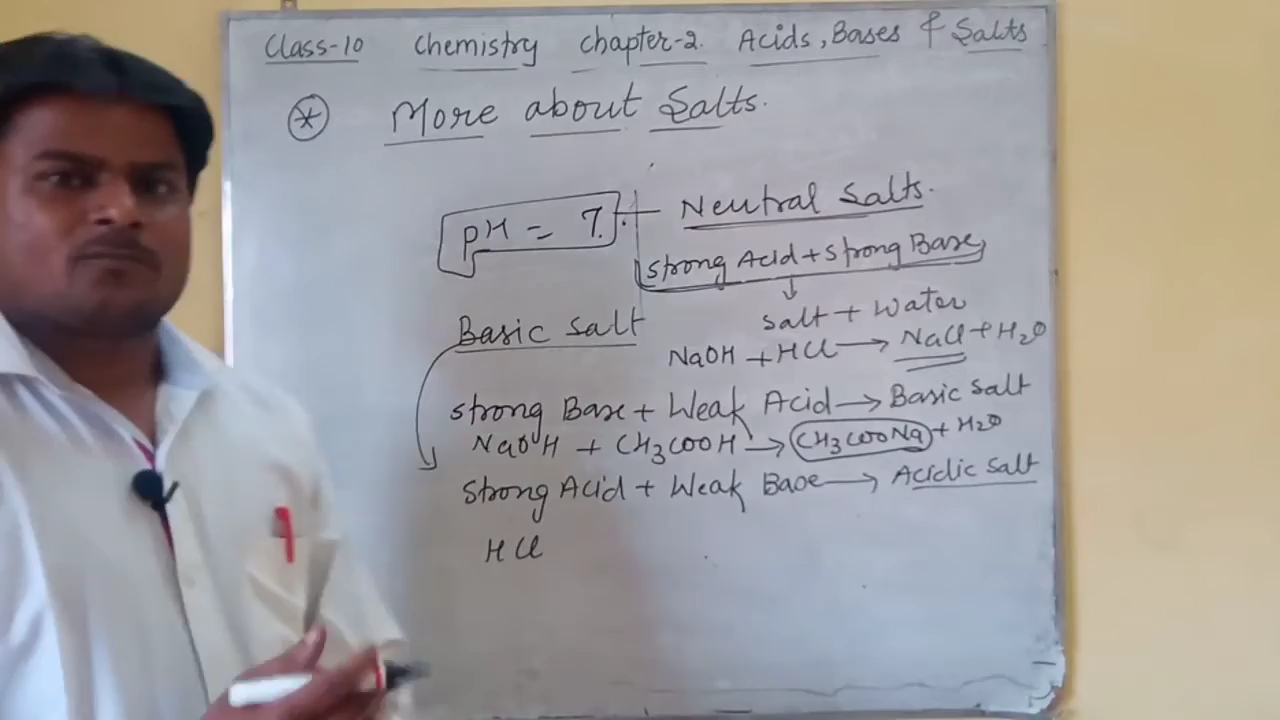 Class-10 Chemistry Chapter-2. Acids, Bases & Salts
* More about Salts.
pH = 7. Neutral Salts.
strong Acid + strong Base
↓
salt + water
Basic salt
NaOH + HCl → NaCl + H₂O
strong Base + Weak Acid → Basic salt
NaOH + CH₃COOH → CH₃COONa + H₂O
Strong Acid + Weak Base → Acidic salt
HCl